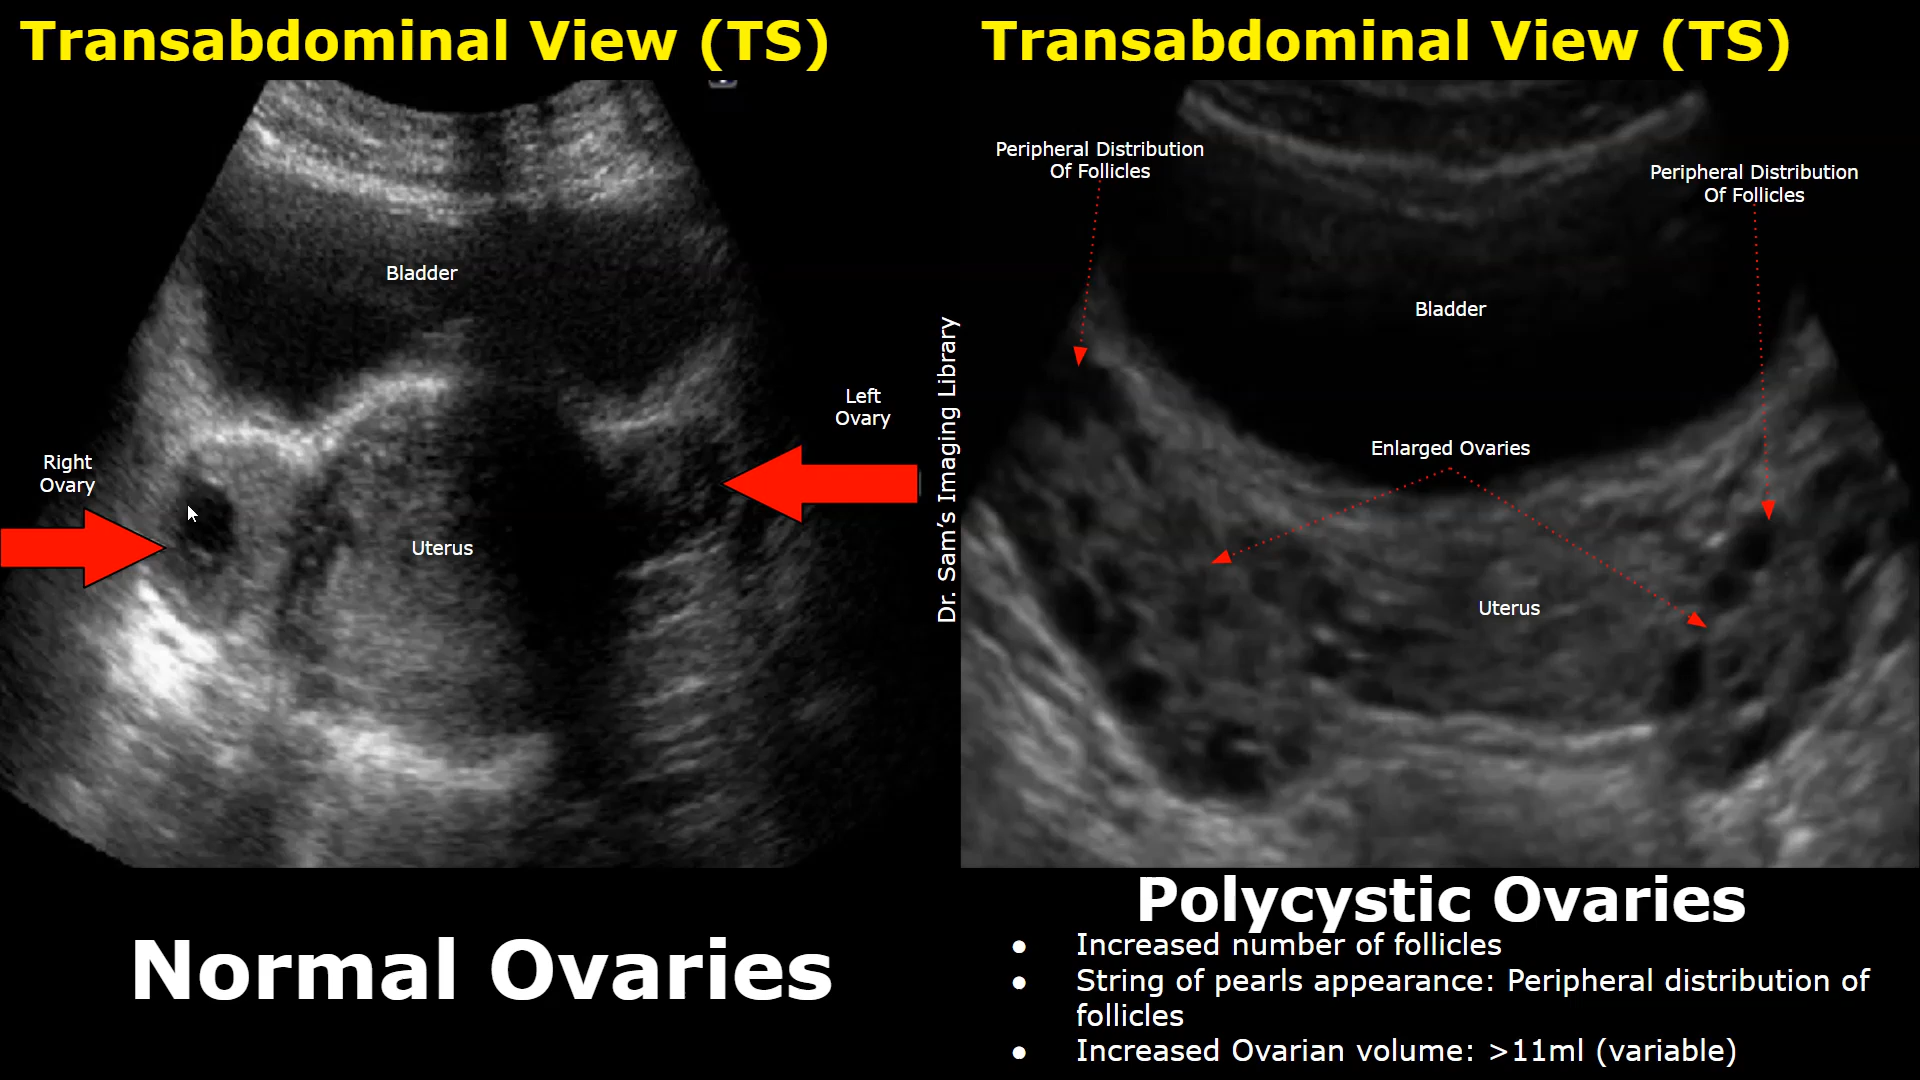 Transabdominal View (TS)
Bladder
Left
Ovary
Right
Ovary
Uterus
Normal Ovaries
Dr. Sam's Imaging Library
Transabdominal View (TS)
Peripheral Distribution
Of Follicles
Peripheral Distribution
Of Follicles
Bladder
Enlarged Ovaries
Uterus
Polycystic Ovaries
● Increased number of follicles
● String of pearls appearance: Peripheral distribution of
follicles
● Increased Ovarian volume: >11ml (variable)